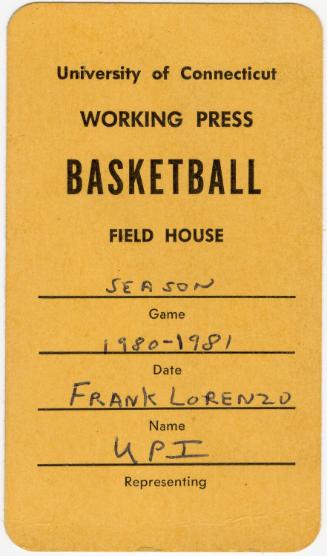 University of Connecticut
WORKING PRESS
BASKETBALL
FIELD HOUSE
SEASON
Game
1980-1981
Date
FRANK LORENZO
Name
UPI
Representing